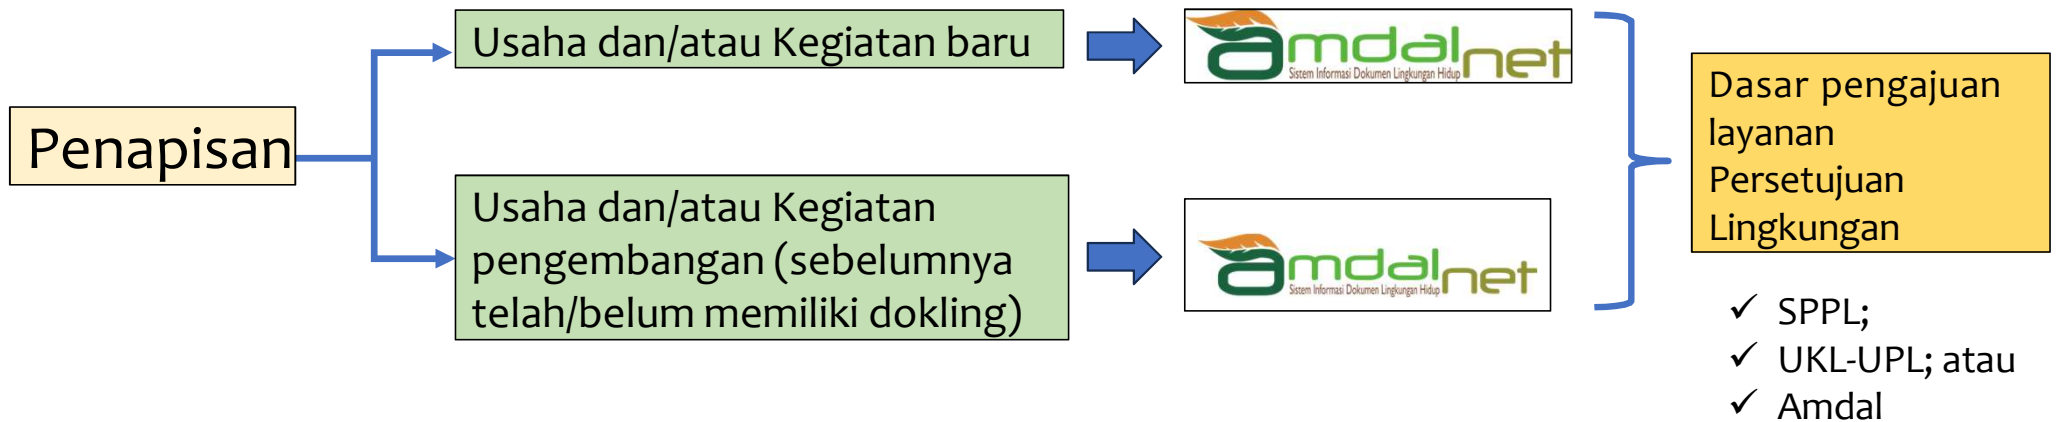 Penapisan
Usaha dan/atau Kegiatan baru
amdalnet
Sistem Informasi Dokumen Lingkungan Hidup
Usaha dan/atau Kegiatan
pengembangan (sebelumnya
telah/belum memiliki dokling)
amdalnet
Sistem Informasi Dokumen Lingkungan Hidup
Dasar pengajuan
layanan
Persetujuan
Lingkungan
✓ SPPL;
✓ UKL-UPL; atau
✓ Amdal